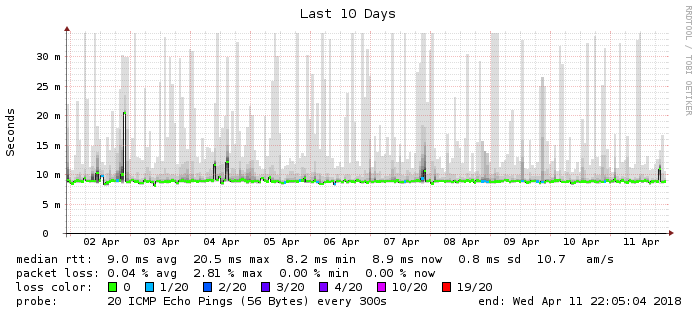 Last 10 Days
RRDTOOL / TOBI OETIKER
Seconds
30 m
25 m
20 m
15 m
10 m
5 m
0
02 Apr 03 Apr 04 Apr 05 Apr 06 Apr 07 Apr 08 Apr 09 Apr 10 Apr 11 Apr
median rtt: 9.0 ms avg 20.5 ms max 8.2 ms min 8.9 ms now 0.8 ms sd 10.7 am/s
packet loss: 0.04 % avg 2.81 % max 0.00 % min 0.00 % now
loss color: 0 1/20 2/20 3/20 4/20 10/20 19/20
probe: 20 ICMP Echo Pings (56 Bytes) every 300s end: Wed Apr 11 22:05:04 2018